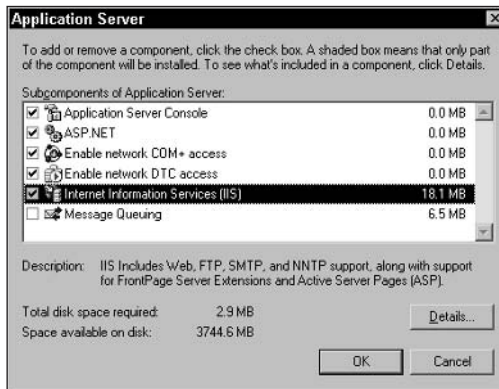 Application Server
To add or remove a component, click the check box. A shaded box means that only part
of the component will be installed. To see what's included in a component, click Details.
Subcomponents of Application Server:
Application Server Console 0.0 MB
ASP.NET 0.0 MB
Enable network COM+ access 0.0 MB
Enable network DTC access 0.0 MB
Internet Information Services (IIS) 18.1 MB
Message Queuing 6.5 MB
Description: IIS Includes Web, FTP, SMTP, and NNTP support, along with support
for FrontPage Server Extensions and Active Server Pages (ASP).
Total disk space required: 2.9 MB
Space available on disk: 3744.6 MB
Details...
OK Cancel